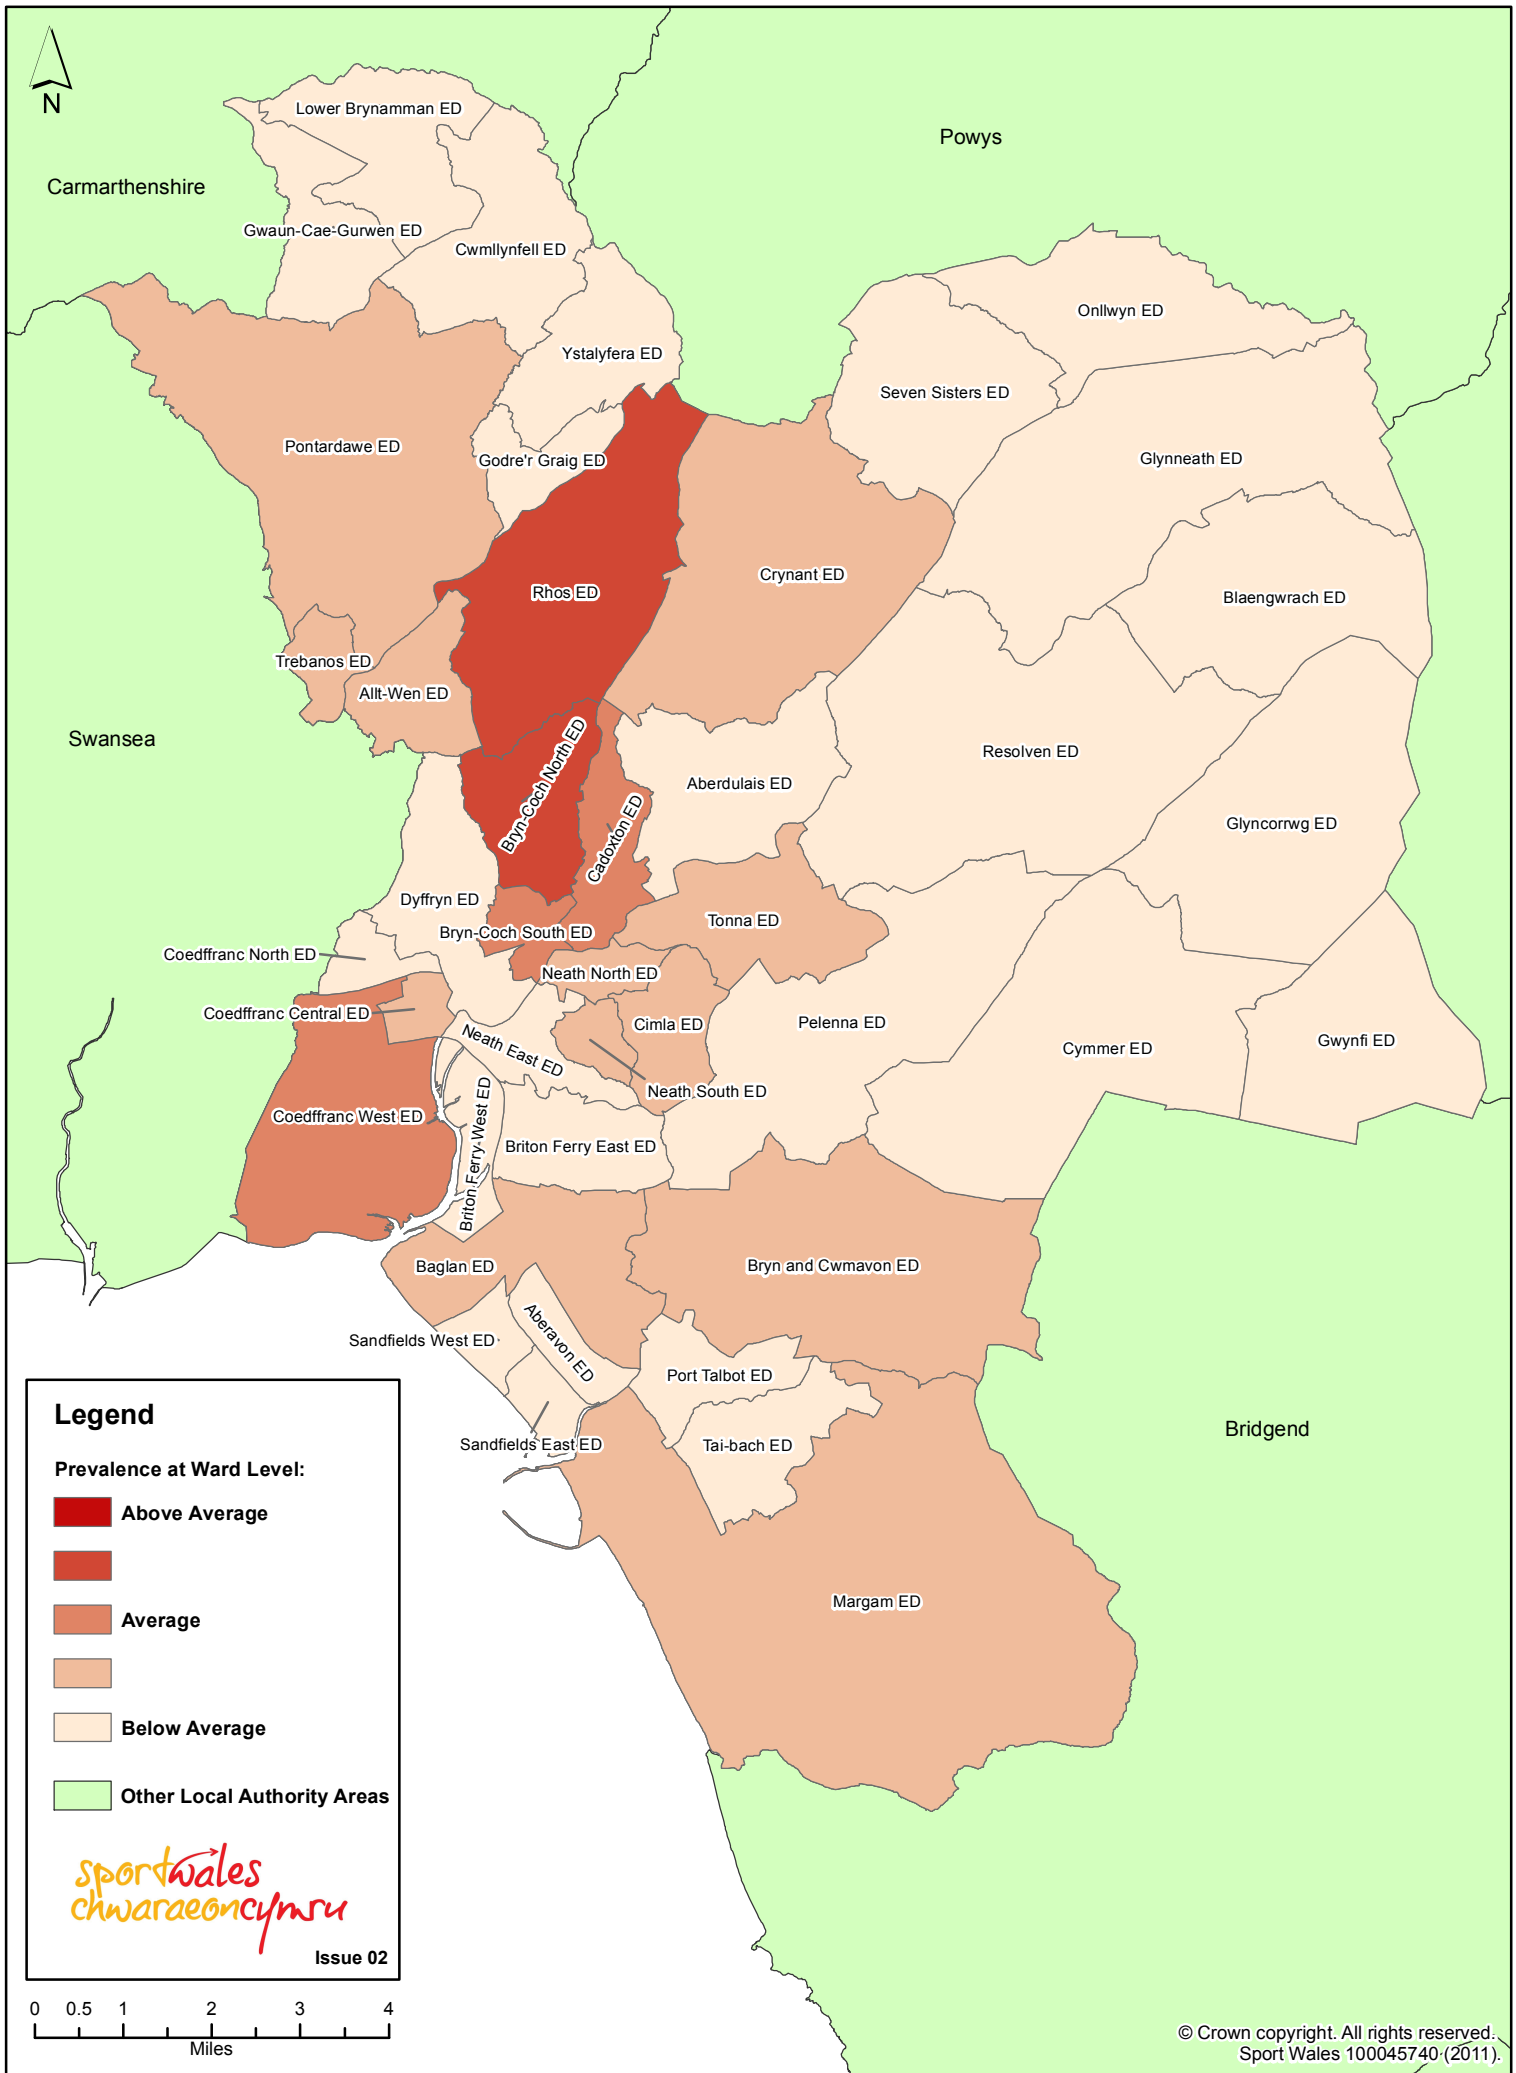 N
Lower Brynamman ED
Powys
Carmarthenshire
Gwaun-Cae-Gurwen ED
Cwmllynfell ED
Onllwyn ED
Ystalyfera ED
Seven Sisters ED
Pontardawe ED
Godre'r Graig ED
Glynneath ED
Rhos ED
Crynant ED
Blaengwrach ED
Trebanos ED
Allt-Wen ED
Swansea
Bryn-Coch North ED
Resolven ED
Aberdulais ED
Cadoxton ED
Glyncorrwg ED
Dyffryn ED
Bryn-Coch South ED
Tonna ED
Coedffranc North ED
Neath North ED
Coedffranc Central ED
Neath East ED
Cimla ED
Pelenna ED
Cymmer ED
Gwynfi ED
Neath South ED
Coedffranc West ED
Briton Ferry West ED
Briton Ferry East ED
Baglan ED
Bryn and Cwmavon ED
Sandfields West ED
Aberavon ED
Port Talbot ED
Sandfields East ED
Tai-bach ED
Bridgend
Margam ED
Legend
Prevalence at Ward Level:
Above Average
Average
Below Average
Other Local Authority Areas
sportwales
chwaraeoncymru
Issue 02
0 0.5 1 2 3 4
Miles
© Crown copyright. All rights reserved.
Sport Wales 100045740 (2011).